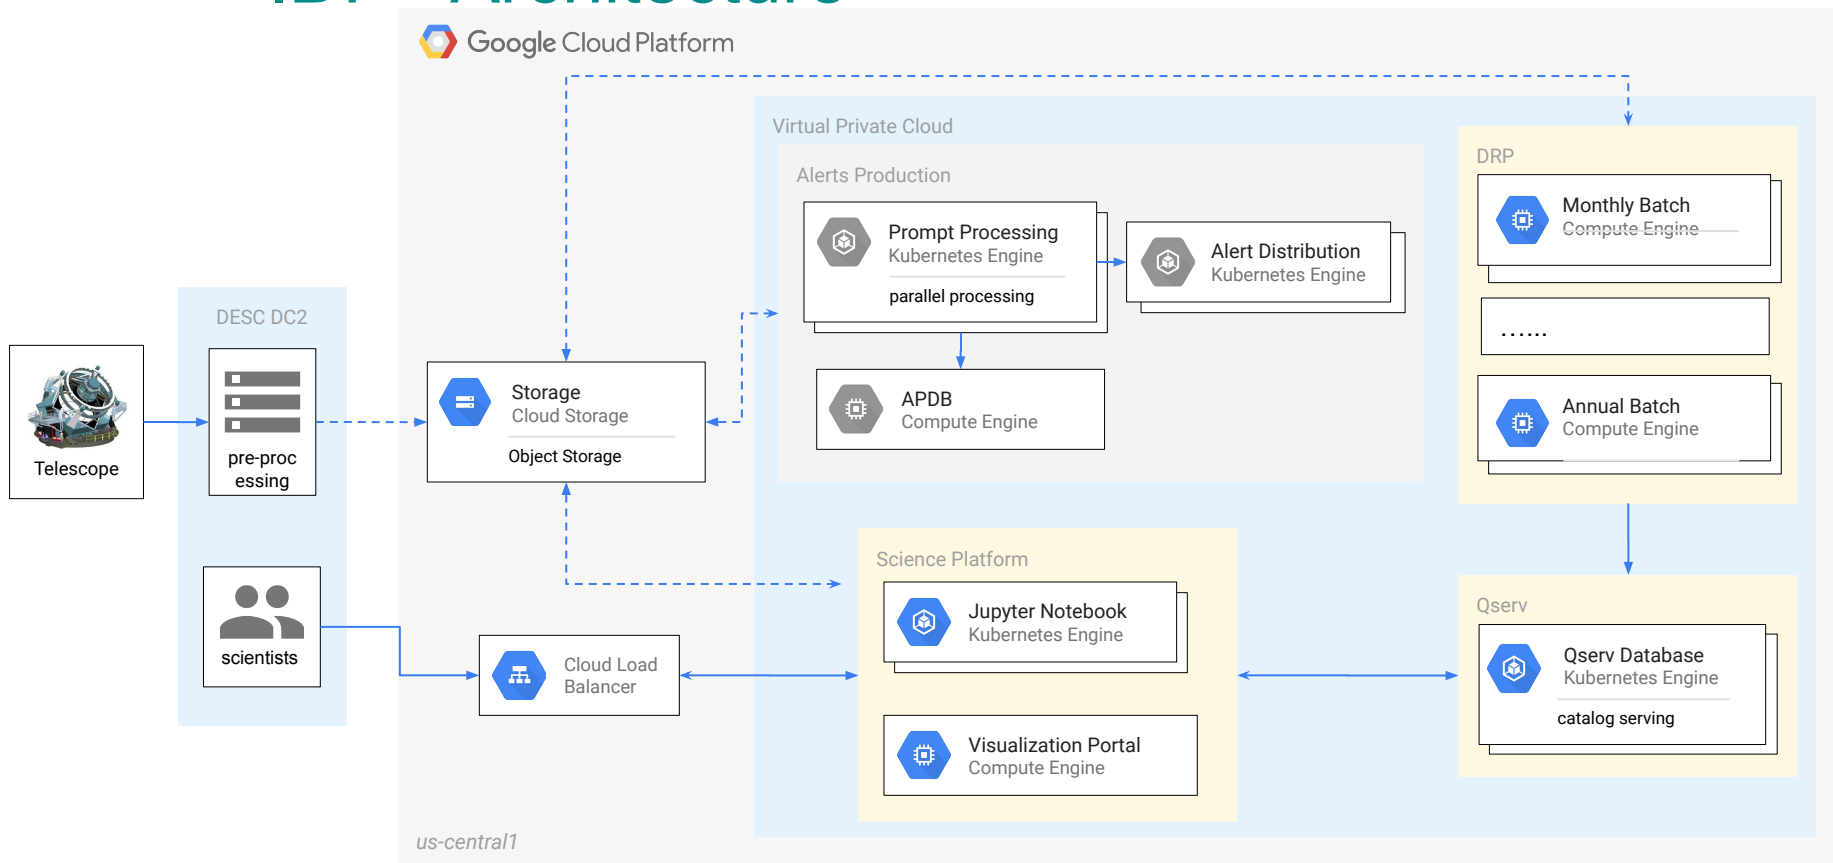 Architecture
Google Cloud Platform
Virtual Private Cloud
Alerts Production
Prompt Processing
Kubernetes Engine
parallel processing
Alert Distribution
Kubernetes Engine
APDB
Compute Engine
DRP
Monthly Batch
Compute Engine
…...
Annual Batch
Compute Engine
DESC DC2
Telescope
pre-proc
essing
Storage
Cloud Storage
Object Storage
scientists
Cloud Load
Balancer
Science Platform
Jupyter Notebook
Kubernetes Engine
Visualization Portal
Compute Engine
Qserv
Qserv Database
Kubernetes Engine
catalog serving
us-central1